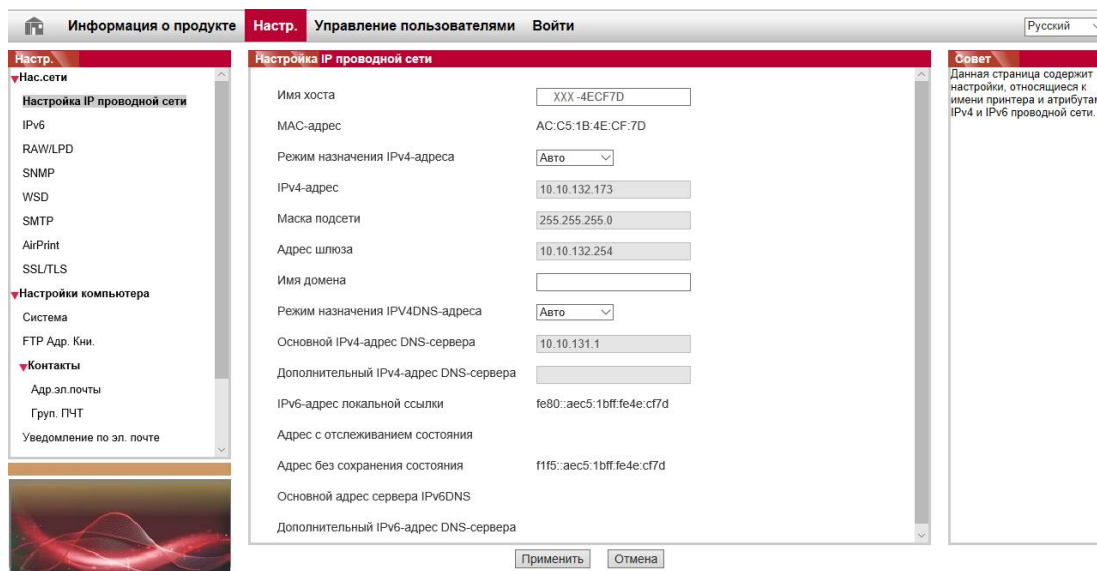 Информация о продукте Настр. Управление пользователями Войти Русский
Настр.
Нас.сети
Настройка IP проводной сети
IPv6
RAW/LPD
SNMP
WSD
SMTP
AirPrint
SSL/TLS
Настройки компьютера
Система
FTP Адр. Кни.
Контакты
Адр.эл.почты
Груп. ПЧТ
Уведомление по эл. почте
Настройка IP проводной сети
Имя хоста XXX -4ECF7D
MAC-адрес AC:C5:1B:4E:CF:7D
Режим назначения IPv4-адреса Авто
IPv4-адрес 10.10.132.173
Маска подсети 255.255.255.0
Адрес шлюза 10.10.132.254
Имя домена
Режим назначения IPV4DNS-адреса Авто
Основной IPv4-адрес DNS-сервера 10.10.131.1
Дополнительный IPv4-адрес DNS-сервера
IPv6-адрес локальной ссылки fe80::aec5:1bff:fe4e:cf7d
Адрес с отслеживанием состояния
Адрес без сохранения состояния f1f5::aec5:1bff:fe4e:cf7d
Основной адрес сервера IPv6DNS
Дополнительный IPv6-адрес DNS-сервера
Применить Отмена
Совет
Данная страница содержит
настройки, относящиеся к
имени принтера и атрибутам
IPv4 и IPv6 проводной сети.